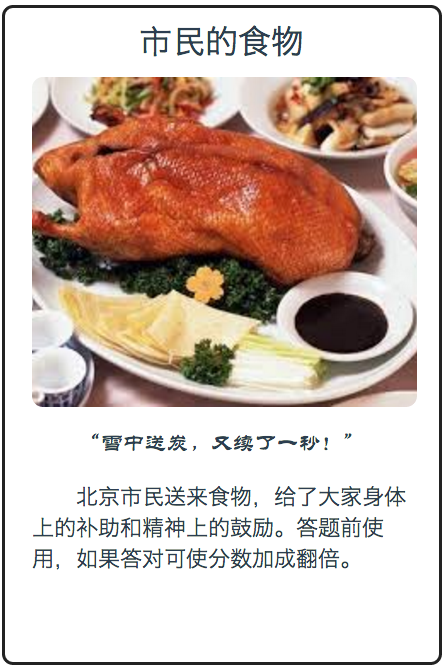 市民的食物
“雪中送炭，又续了一秒！”
北京市民送来食物，给了大家身体
上的补助和精神上的鼓励。答题前使
用，如果答对可使分数加成翻倍。